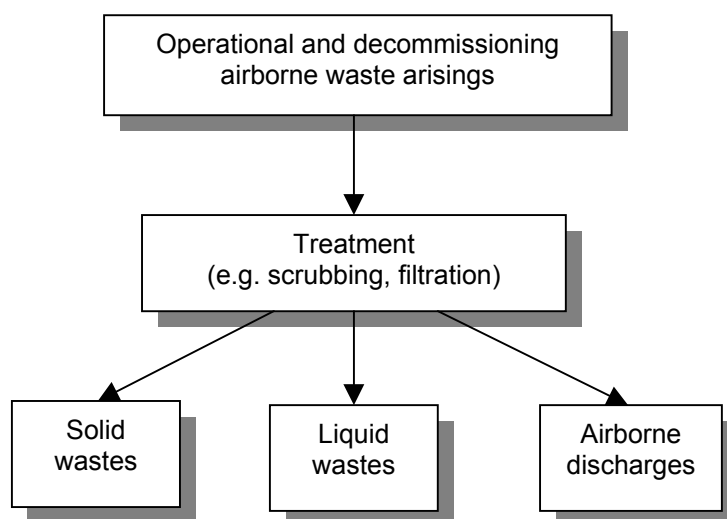 Operational and decommissioning
airborne waste arisings
Treatment
(e.g. scrubbing, filtration)
Solid
wastes
Liquid
wastes
Airborne
discharges